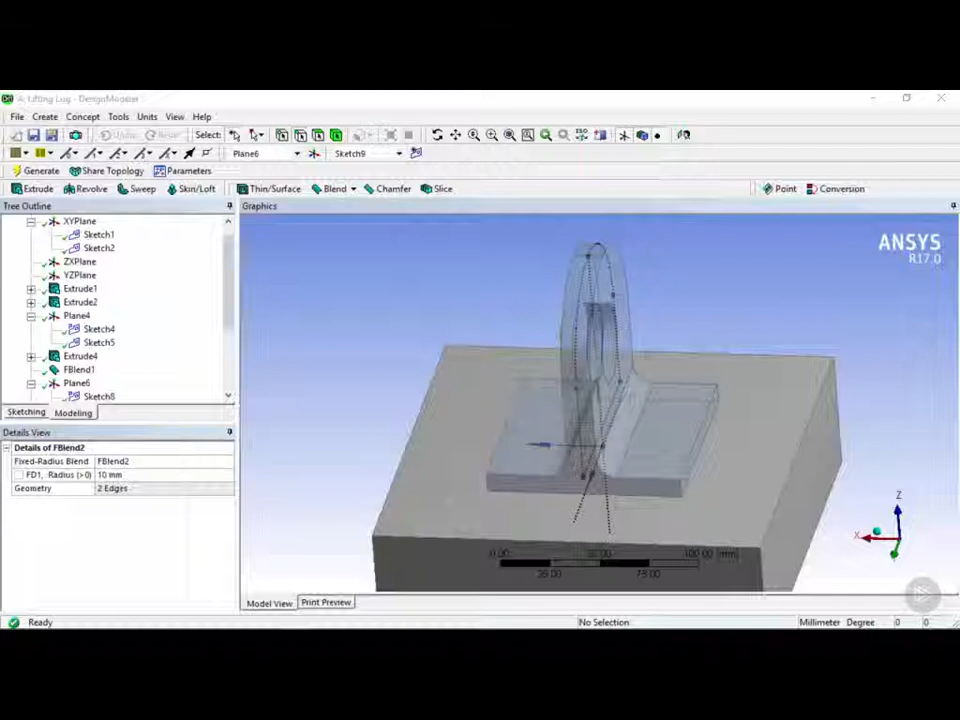 A: Lifting Lug - DesignModeler
File Create Concept Tools Units View Help
Undo Redo Select:
Plane6 Sketch9
Generate Share Topology Parameters
Extrude Revolve Sweep Skin/Loft Thin/Surface Blend Chamfer Slice Point Conversion
Tree Outline
Graphics
XYPlane
Sketch1
Sketch2
ZXPlane
YZPlane
Extrude1
Extrude2
Plane4
Sketch4
Sketch5
Extrude4
FBlend1
Plane6
Sketch8
Sketching Modeling
Details View
Details of FBlend2
Fixed-Radius Blend FBlend2
FD1, Radius (>0) 10 mm
Geometry 2 Edges
ANSYS
R17.0
Z
X
0.00 50.00 100.00 (mm)
25.00 75.00
Model View Print Preview
Ready No Selection Millimeter Degree 0 0